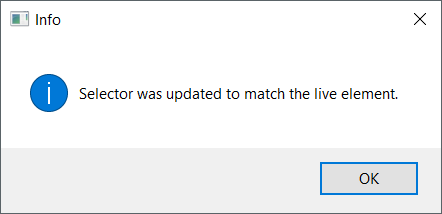 Info
Selector was updated to match the live element.
OK